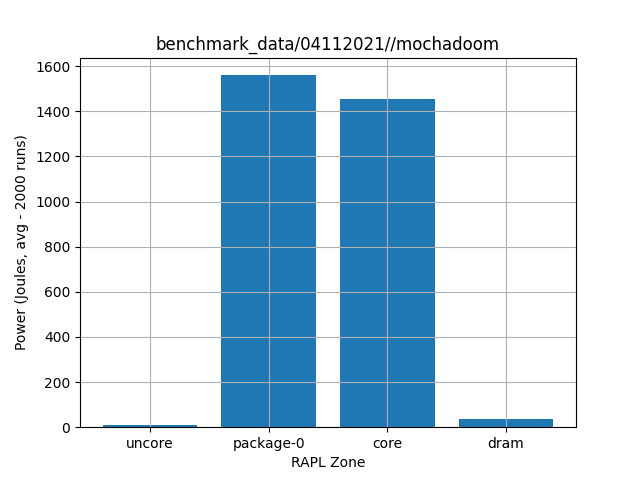 benchmark_data/04112021//mochadoom
1600
1400
1200
1000
800
600
400
200
0
Power (Joules, avg - 2000 runs)
uncore package-0 core dram
RAPL Zone